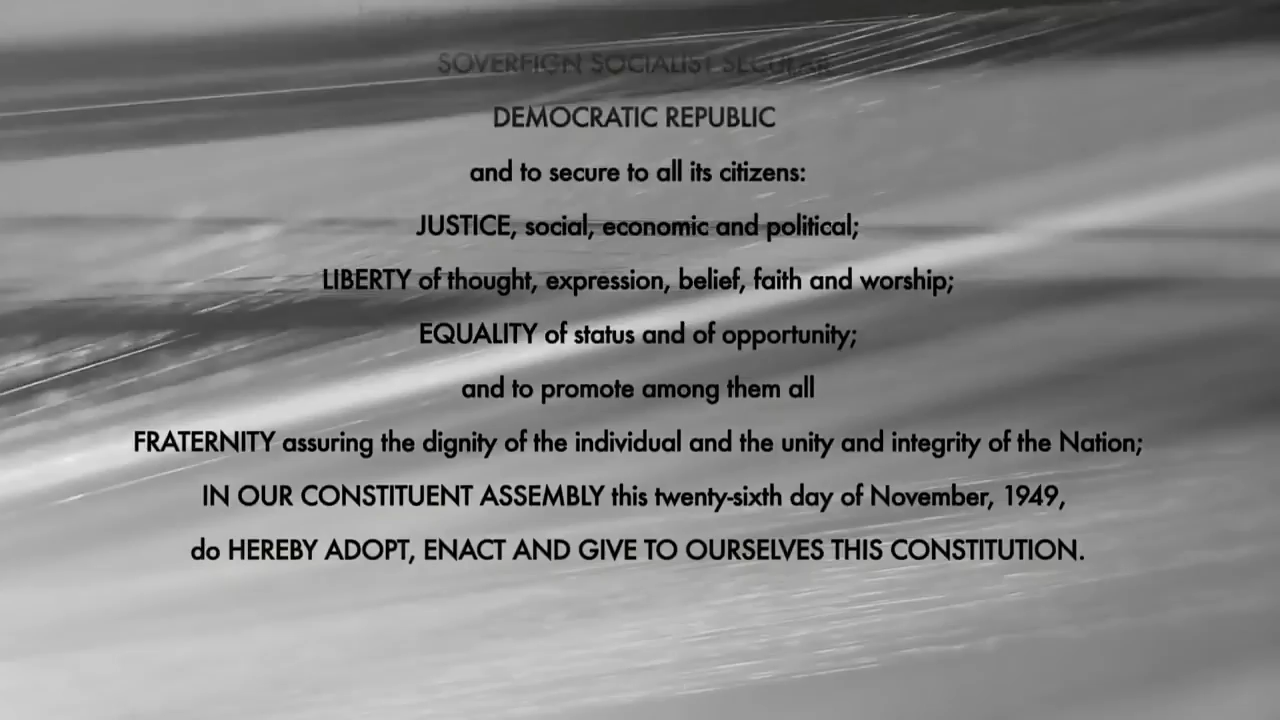 SOVEREIGN SOCIALIST SECULAR
DEMOCRATIC REPUBLIC
and to secure to all its citizens:
JUSTICE, social, economic and political;
LIBERTY of thought, expression, belief, faith and worship;
EQUALITY of status and of opportunity;
and to promote among them all
FRATERNITY assuring the dignity of the individual and the unity and integrity of the Nation;
IN OUR CONSTITUENT ASSEMBLY this twenty-sixth day of November, 1949,
do HEREBY ADOPT, ENACT AND GIVE TO OURSELVES THIS CONSTITUTION.